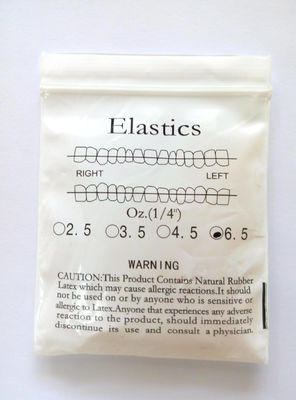 Elastics
RIGHT LEFT
Oz.(1/4")
2.5 3.5 4.5 6.5
WARNING
CAUTION:This Product Contains Natural Rubber
Latex which may cause allergic reactions.It should
not be used on or by anyone who is sensitive or
allergic to Latex.Anyone that experiences any adverse
reaction to the product, should immediately
discontinue its use and consult a physician.